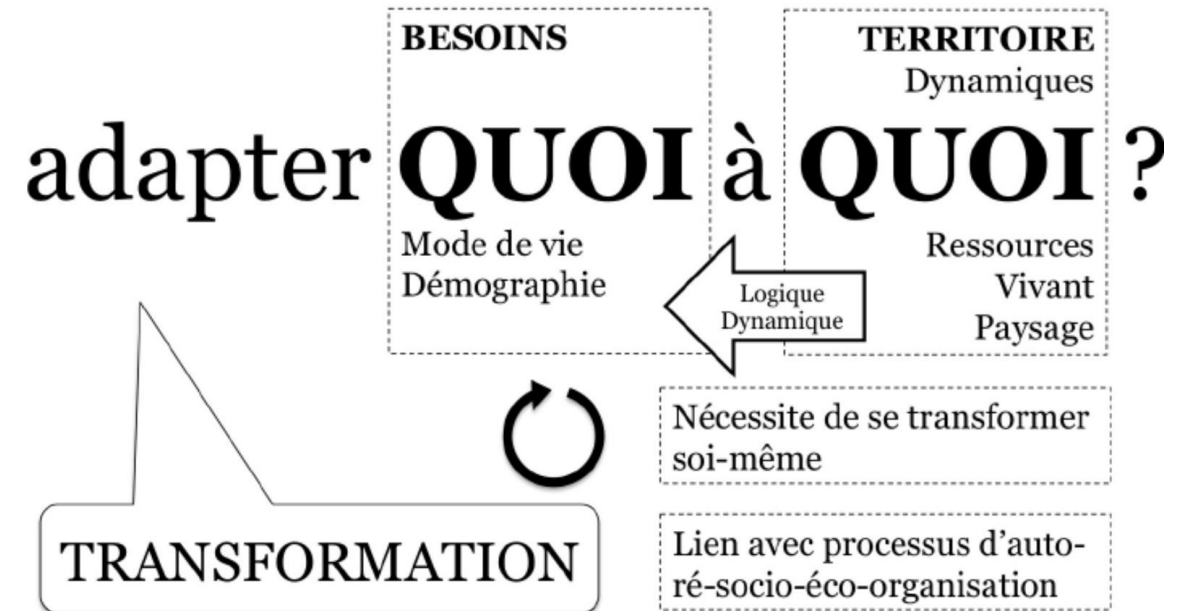 BESOINS
TERRITOIRE
Dynamiques
adapter QUOI à QUOI ?
Mode de vie
Démographie
Ressources
Vivant
Paysage
Logique
Dynamique
Nécessite de se transformer
soi-même
TRANSFORMATION
Lien avec processus d’auto-
ré-socio-éco-organisation